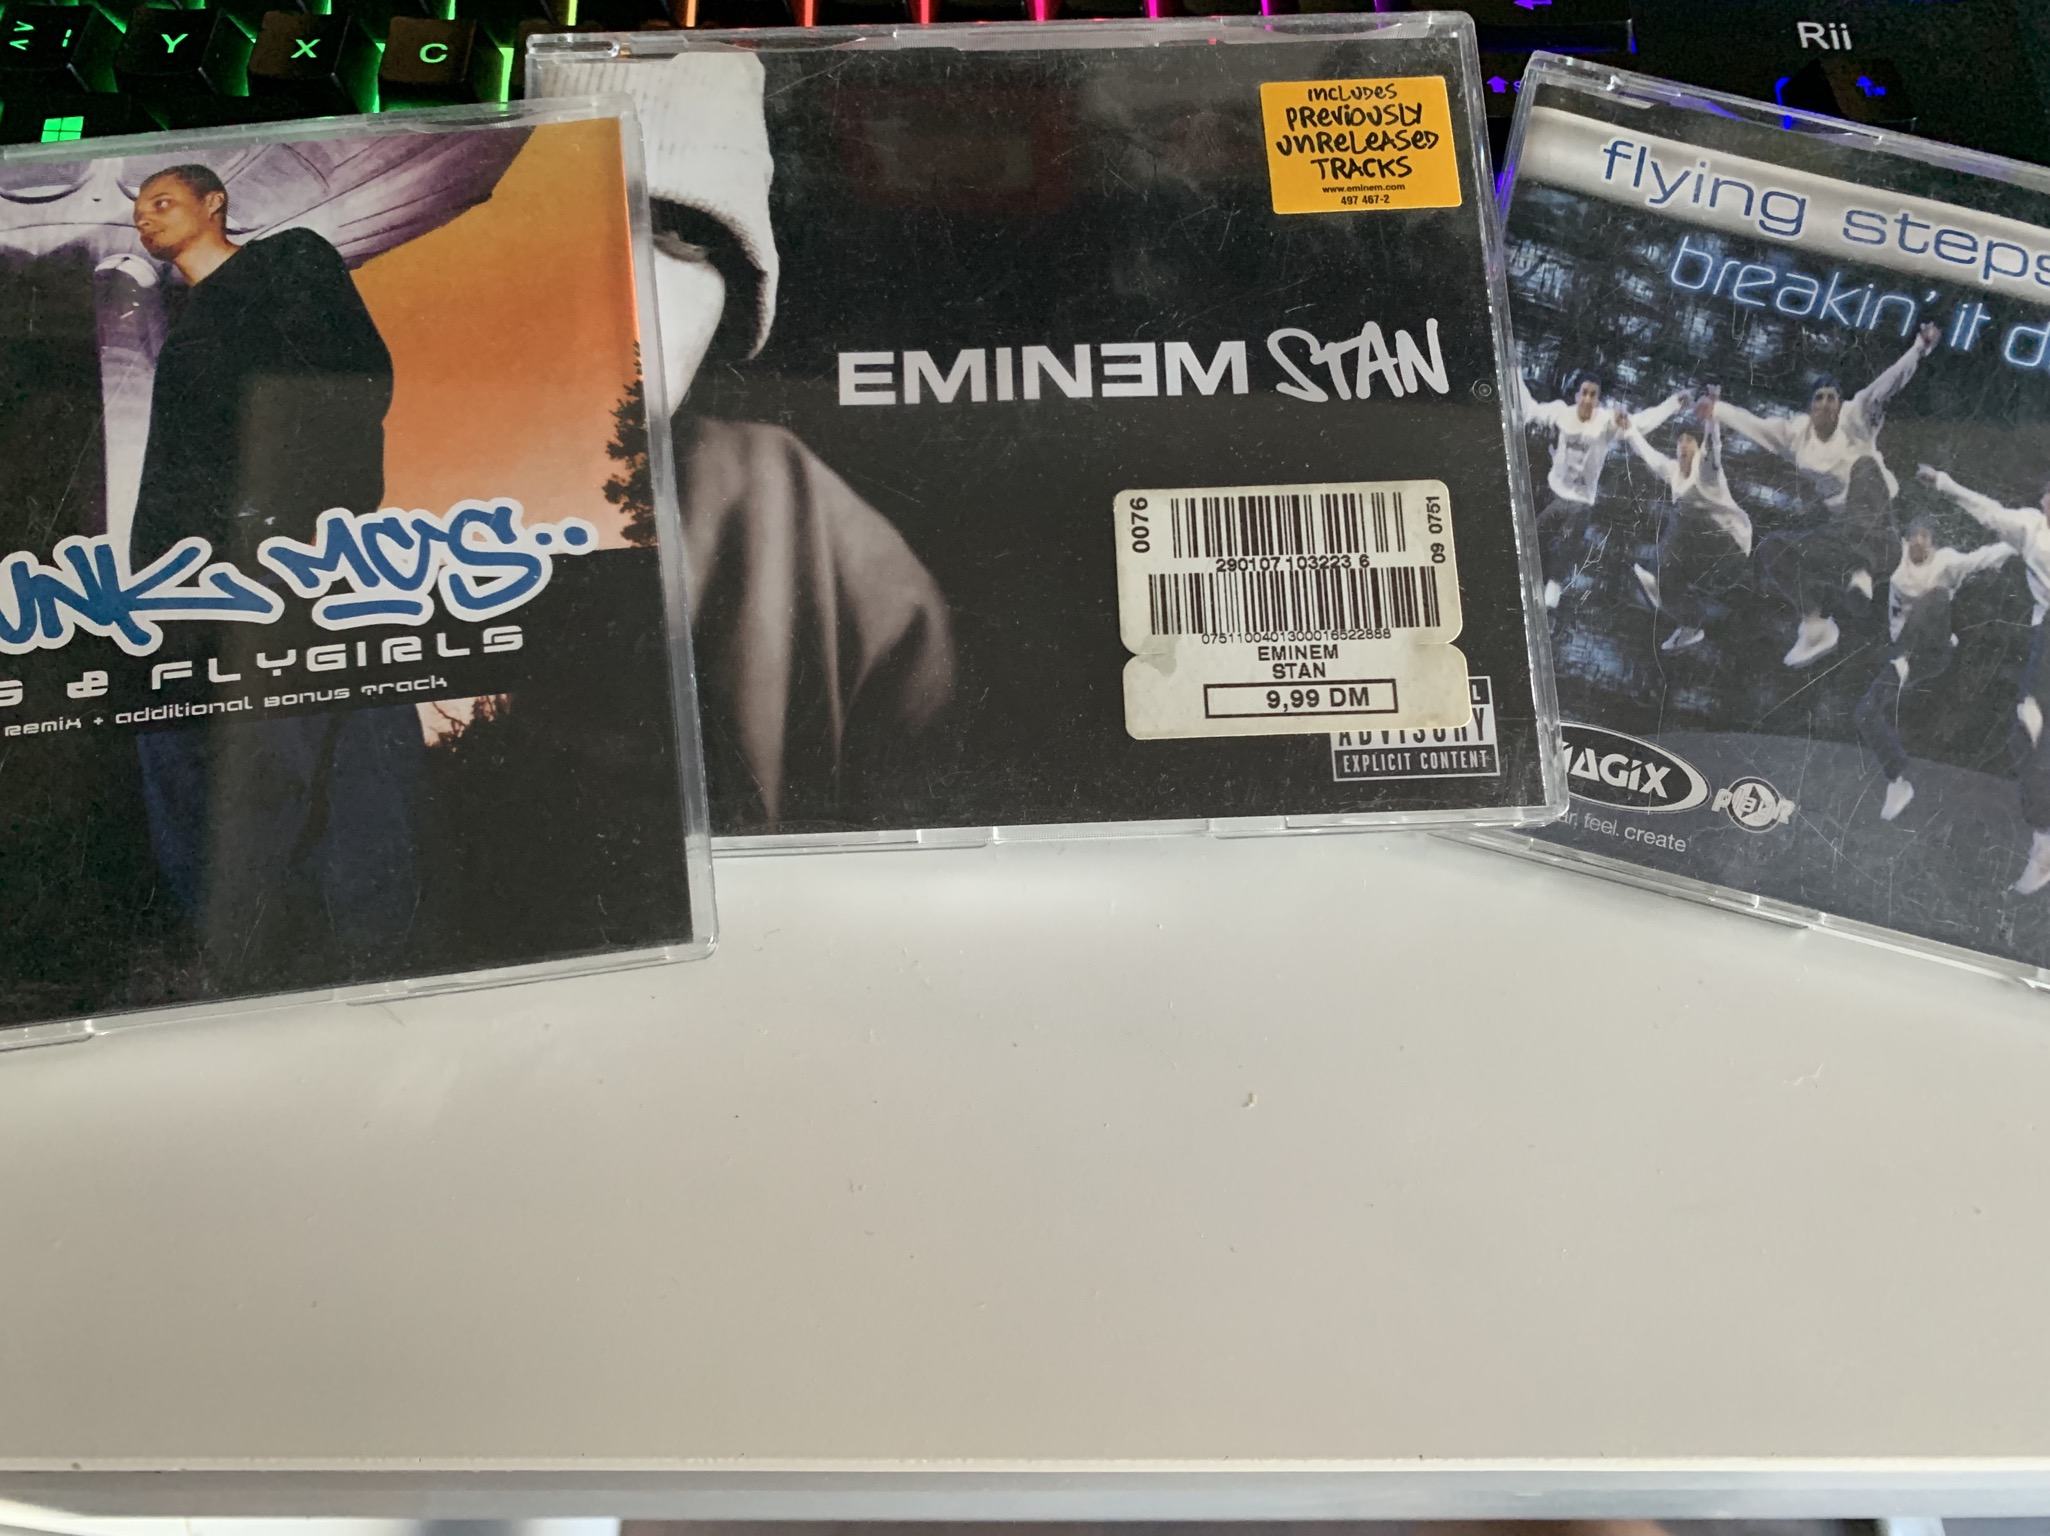 Y
X
C
Rii
UNK MCS..
S & FLYGIRLS
REMIX + additional Bonus Track
INCLUDES
PREVIOUSLY
UNRELEASED
TRACKS
www.eminem.com
497 467-2
EMINEM STAN
0076
09 0751
290107 103223 6
0751100401300016522888
EMINEM
STAN
9,99 DM
L
ADVISORY
EXPLICIT CONTENT
flying steps
breakin' it d
MAGIX
feel. create